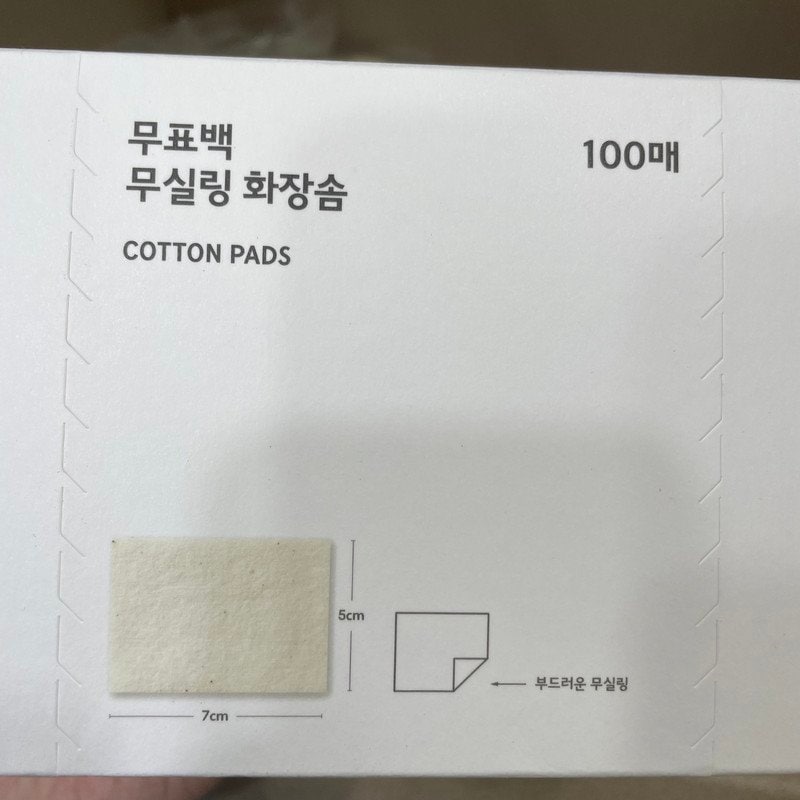 무표백
무실링 화장솜
100매
COTTON PADS
5cm
7cm
부드러운 무실링